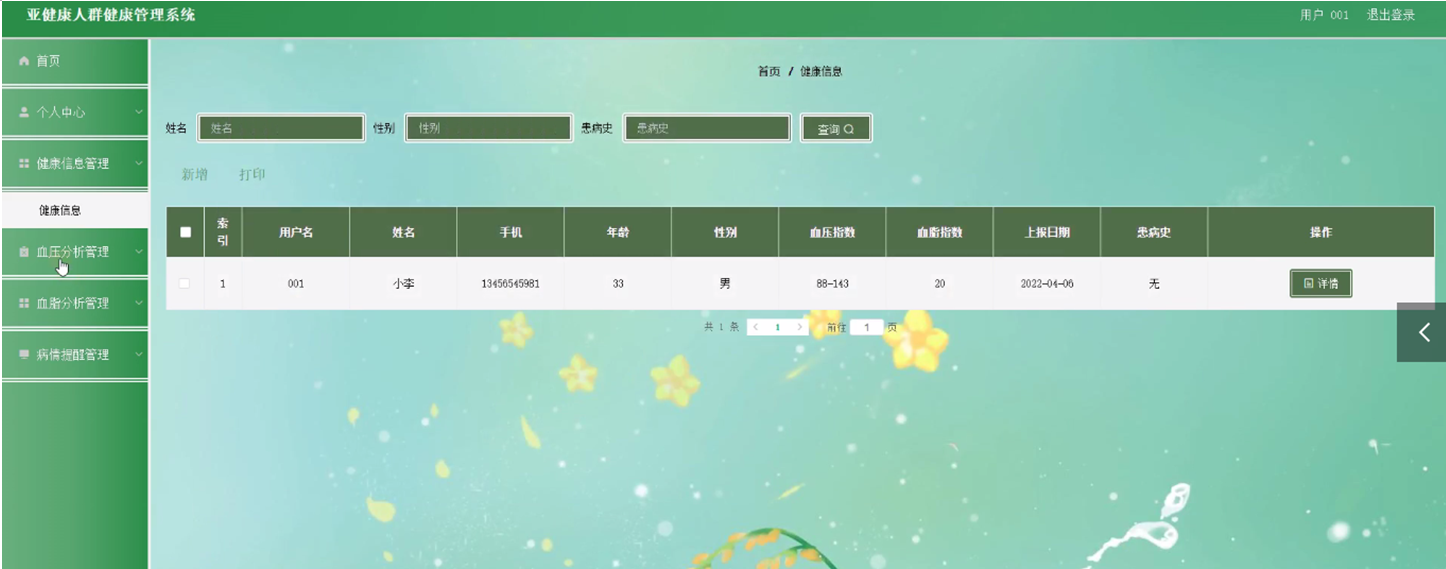 亚健康人群健康管理系统
用户 001 退出登录
首页
个人中心
健康信息管理
健康信息
血压分析管理
血脂分析管理
病情提醒管理
首页 / 健康信息
姓名 姓名 性别 性别 患病史 患病史 查询
新增 打印
索引 用户名 姓名 手机 年龄 性别 血压指数 血脂指数 上报日期 患病史 操作
1 001 小李 13456545981 33 男 88-143 20 2022-04-06 无 详情
共 1 条 1 前往 1 页